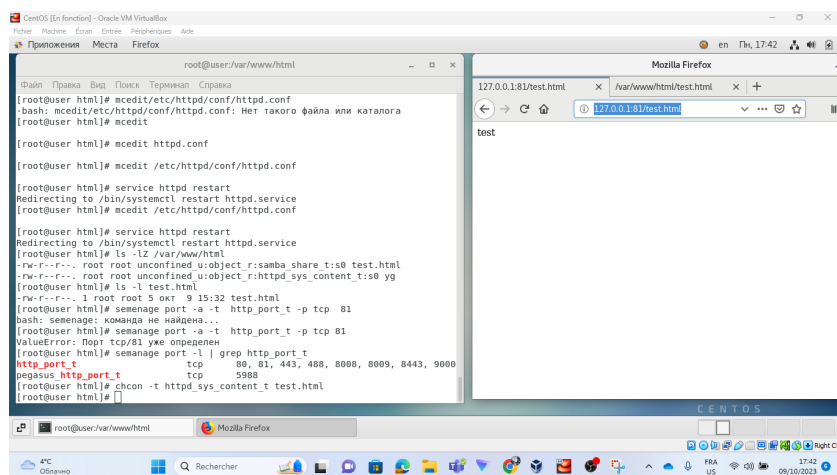 CentOS [En fonction] - Oracle VM VirtualBox
Fichier Machine Écran Entrée Périphériques Aide
Приложения Места Firefox en Пн, 17:42
root@user:/var/www/html
Mozilla Firefox
Файл Правка Вид Поиск Терминал Справка
127.0.0.1:81/test.html /var/www/html/test.html
127.0.0.1:81/test.html
test
[root@user html]# mcedit/etc/httpd/conf/httpd.conf
-bash: mcedit/etc/httpd/conf/httpd.conf: Нет такого файла или каталога
[root@user html]# mcedit
[root@user html]# mcedit httpd.conf
[root@user html]# mcedit /etc/httpd/conf/httpd.conf
[root@user html]# service httpd restart
Redirecting to /bin/systemctl restart httpd.service
[root@user html]# mcedit /etc/httpd/conf/httpd.conf
[root@user html]# service httpd restart
Redirecting to /bin/systemctl restart httpd.service
[root@user html]# ls -lZ /var/www/html
-rw-r--r--. root root unconfined_u:object_r:samba_share_t:s0 test.html
-rw-r--r--. root root unconfined_u:object_r:httpd_sys_content_t:s0 yg
[root@user html]# ls -l test.html
-rw-r--r--. 1 root root 5 окт 9 15:32 test.html
[root@user html]# semenage port -a -t http_port_t -p tcp 81
bash: semenage: команда не найдена...
[root@user html]# semanage port -a -t http_port_t -p tcp 81
ValueError: Порт tcp/81 уже определен
[root@user html]# semanage port -l | grep http_port_t
http_port_t tcp 80, 81, 443, 488, 8008, 8009, 8443, 9000
pegasus_http_port_t tcp 5988
[root@user html]# chcon -t httpd_sys_content_t test.html
[root@user html]#
CENTOS
root@user:/var/www/html Mozilla Firefox
Right C
4°C
Облачно
Rechercher
FRA
US
17:42
09/10/2023